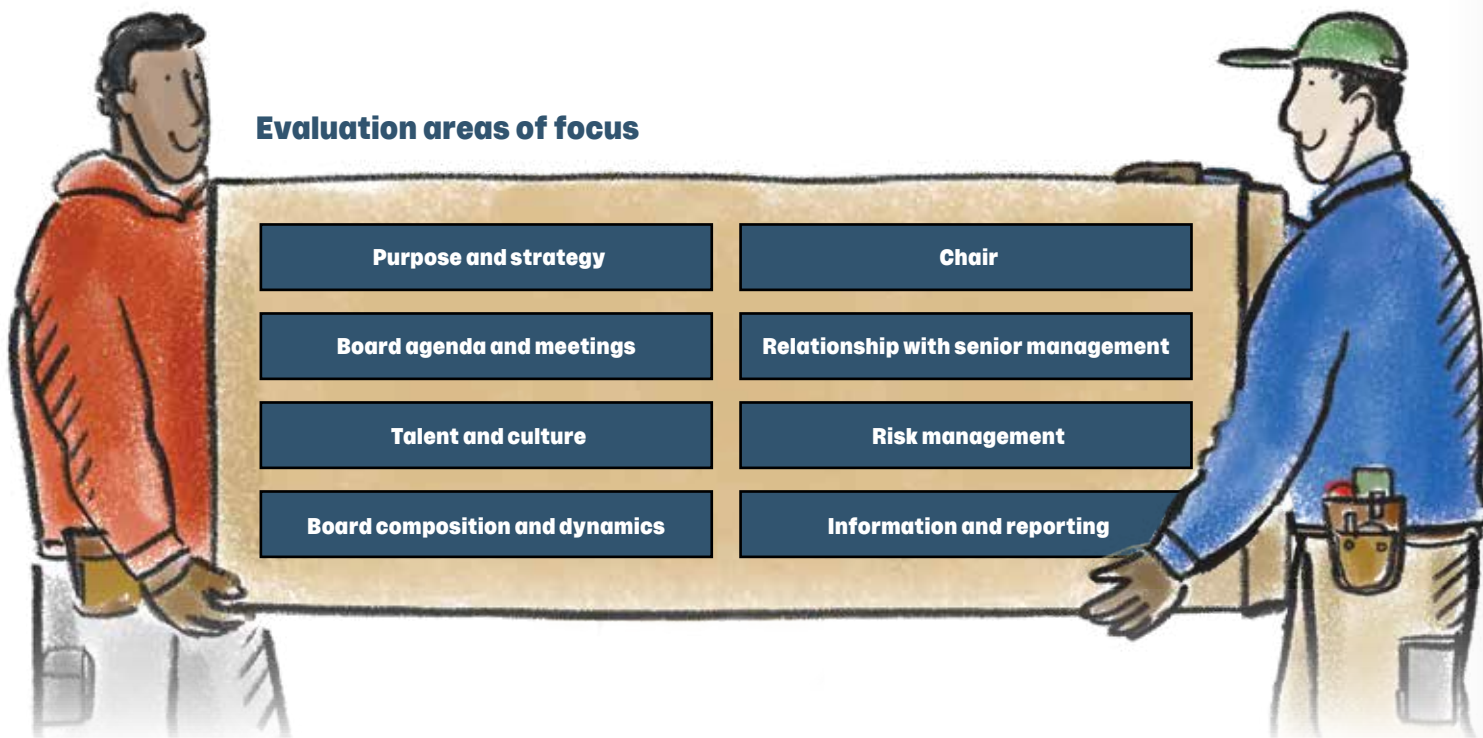 Evaluation areas of focus
Purpose and strategy
Chair
Board agenda and meetings
Relationship with senior management
Talent and culture
Risk management
Board composition and dynamics
Information and reporting